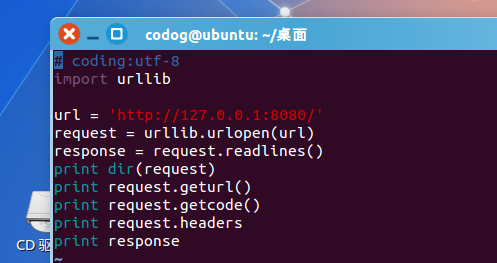 codog@ubuntu: ~/桌面
# coding:utf-8
import urllib

url = 'http://127.0.0.1:8080/'
request = urllib.urlopen(url)
response = request.readlines()
print dir(request)
print request.geturl()
print request.getcode()
print request.headers
print response
~
CD 驱